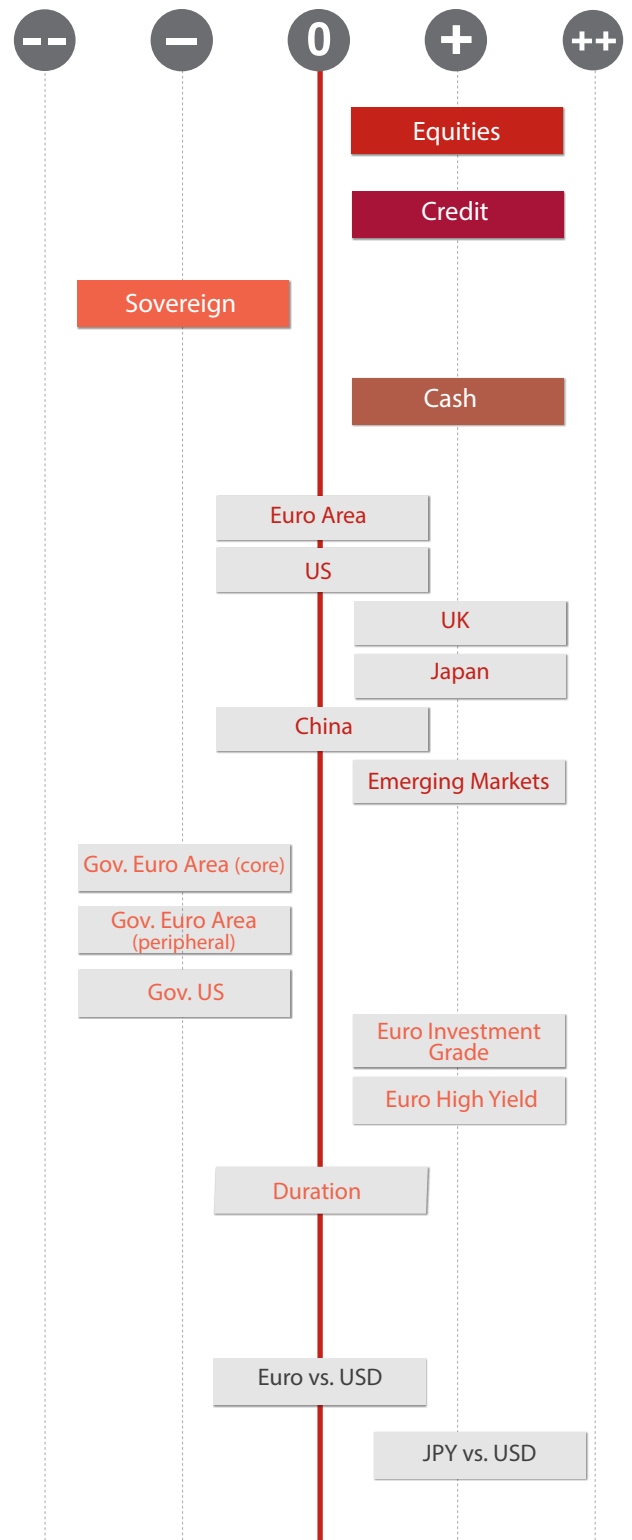 -- – 0 + ++
Equities
Credit
Sovereign
Cash
Euro Area
US
UK
Japan
China
Emerging Markets
Gov. Euro Area (core)
Gov. Euro Area
(peripheral)
Gov. US
Euro Investment
Grade
Euro High Yield
Duration
Euro vs. USD
JPY vs. USD